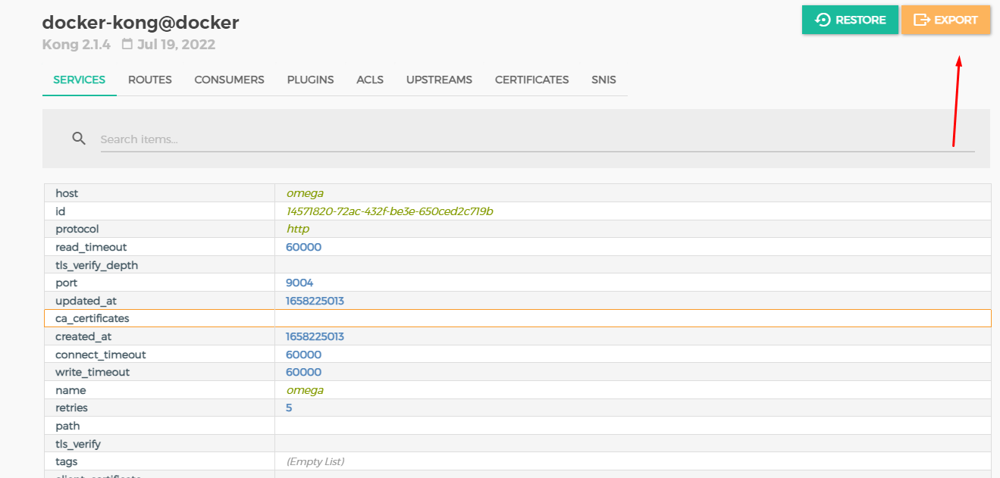 docker-kong@docker
RESTORE EXPORT
Kong 2.1.4 Jul 19, 2022
SERVICES ROUTES CONSUMERS PLUGINS ACLS UPSTREAMS CERTIFICATES SNIS
Search items...
host omega
id 14571820-72ac-432f-be3e-650ced2c719b
protocol http
read_timeout 60000
tls_verify_depth
port 9004
updated_at 1658225013
ca_certificates
created_at 1658225013
connect_timeout 60000
write_timeout 60000
name omega
retries 5
path
tls_verify
tags (Empty List)
client_certificate